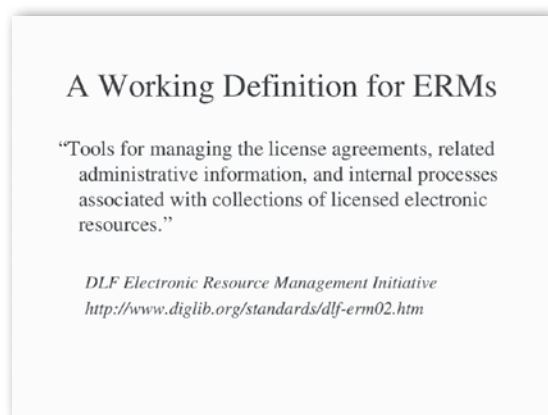 A Working Definition for ERMs
“Tools for managing the license agreements, related
administrative information, and internal processes
associated with collections of licensed electronic
resources.”
DLF Electronic Resource Management Initiative
http://www.diglib.org/standards/dlf-erm02.htm